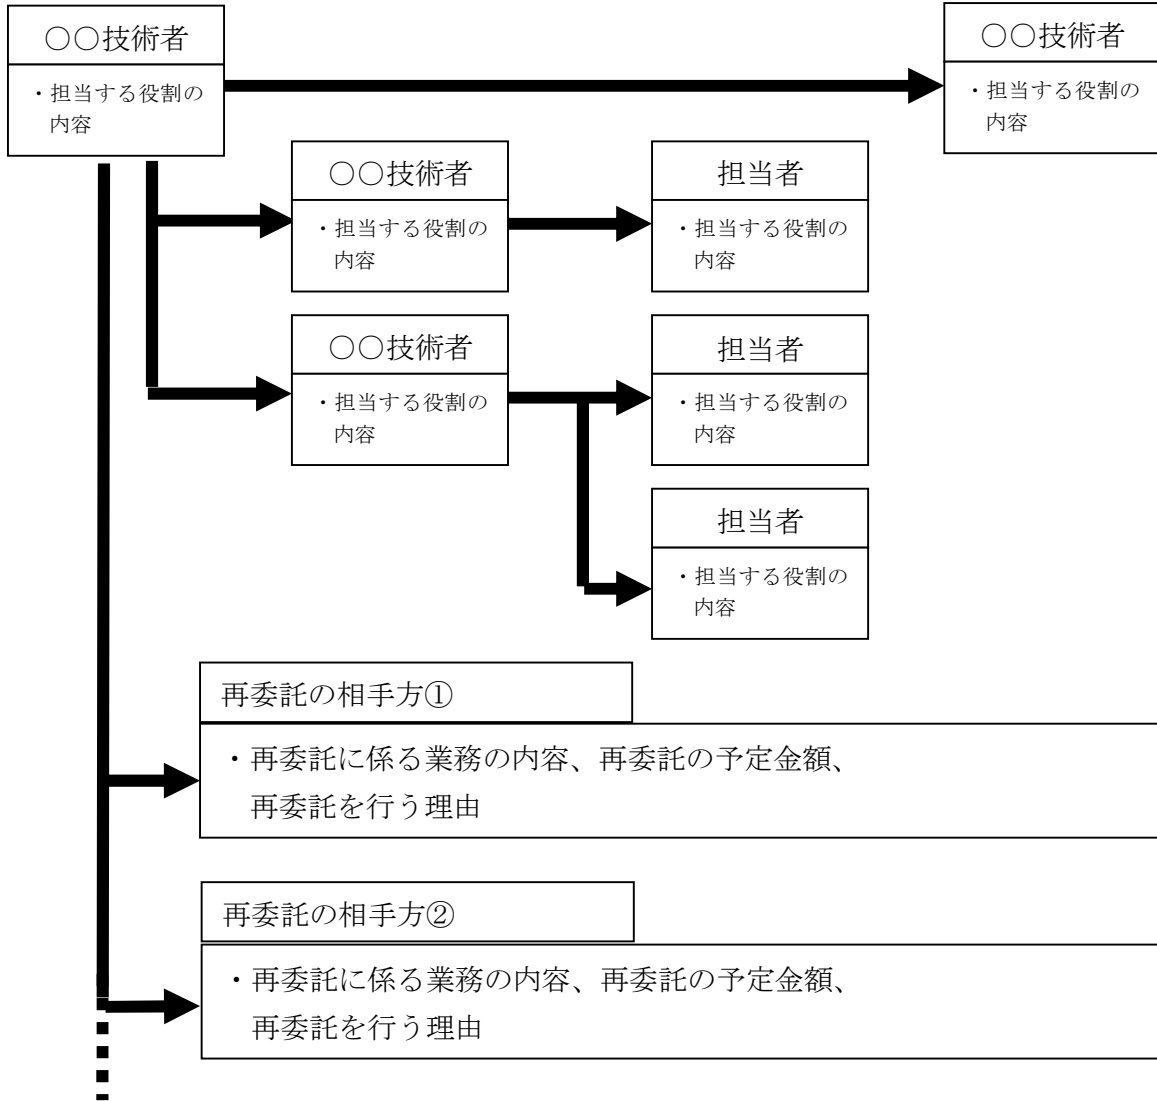 ○○技術者
・担当する役割の
内容
○○技術者
・担当する役割の
内容
○○技術者
・担当する役割の
内容
担当者
・担当する役割の
内容
○○技術者
・担当する役割の
内容
担当者
・担当する役割の
内容
担当者
・担当する役割の
内容
再委託の相手方①
・再委託に係る業務の内容、再委託の予定金額、
再委託を行う理由
再委託の相手方②
・再委託に係る業務の内容、再委託の予定金額、
再委託を行う理由